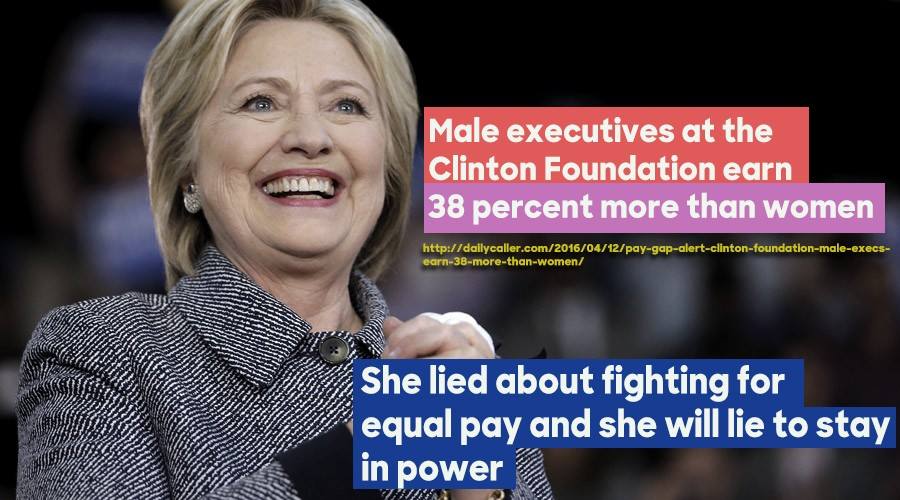 Male executives at the
Clinton Foundation earn
38 percent more than women
http://dailycaller.com/2016/04/12/pay-gap-alert-clinton-foundation-male-execs-
earn-38-more-than-women/
She lied about fighting for
equal pay and she will lie to stay
in power